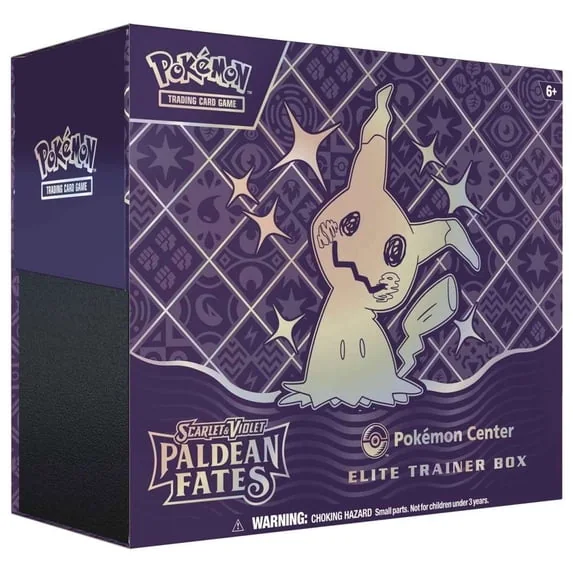 POKéMON
TRADING CARD GAME
6+
POKéMON
TRADING CARD GAME
SCARLET & VIOLET
PALDEAN
FATES
Pokémon Center
ELITE TRAINER BOX
WARNING: CHOKING HAZARD Small parts. Not for children under 3 years.